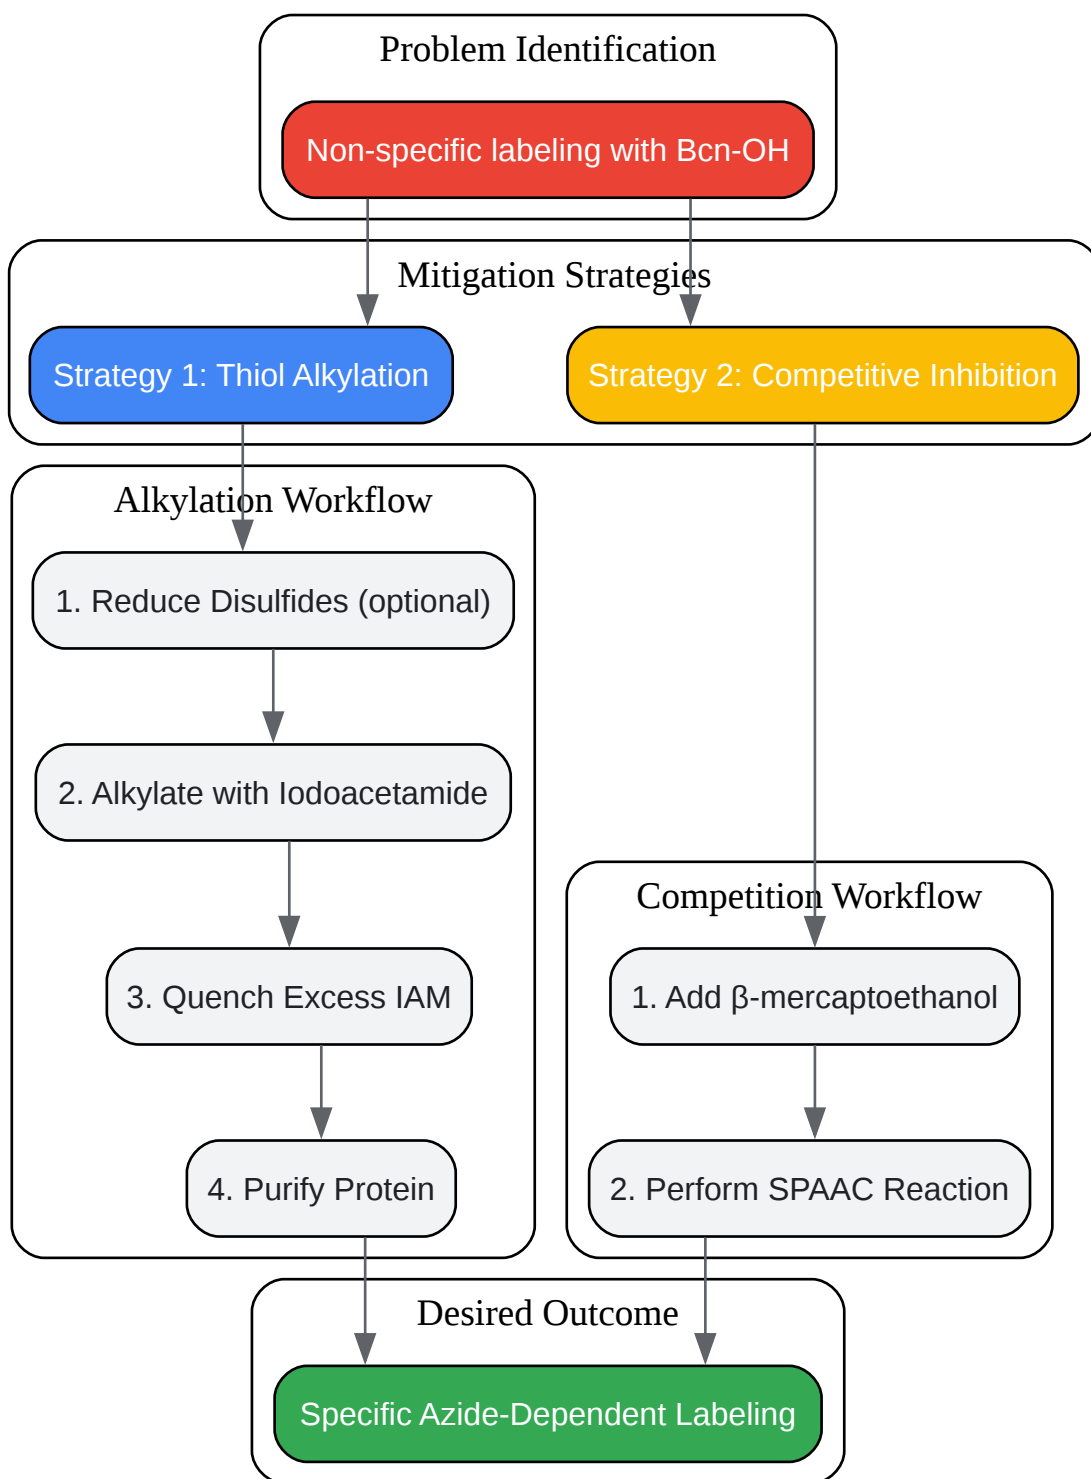 Problem Identification
Non-specific labeling with Bcn-OH
Mitigation Strategies
Strategy 1: Thiol Alkylation
Strategy 2: Competitive Inhibition
Alkylation Workflow
1. Reduce Disulfides (optional)
2. Alkylate with Iodoacetamide
3. Quench Excess IAM
4. Purify Protein
Competition Workflow
1. Add β-mercaptoethanol
2. Perform SPAAC Reaction
Desired Outcome
Specific Azide-Dependent Labeling